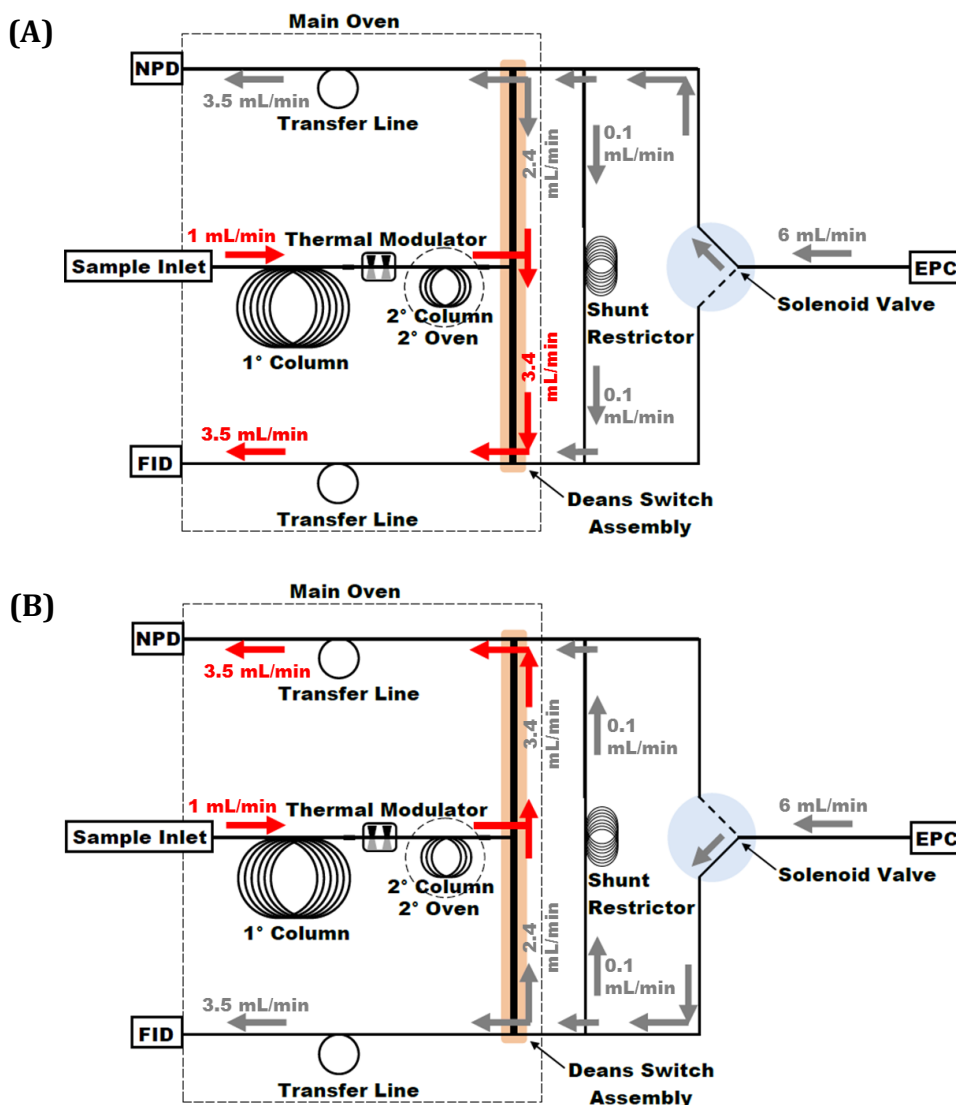 (A)
Main Oven
NPD
3.5 mL/min
Transfer Line
2.4
mL/min
0.1
mL/min
1 mL/min
Thermal Modulator
6 mL/min
Sample Inlet
EPC
Solenoid Valve
2° Column
2° Oven
Shunt
Restrictor
1° Column
3.4
mL/min
0.1
mL/min
3.5 mL/min
FID
Transfer Line
Deans Switch
Assembly
(B)
Main Oven
NPD
3.5 mL/min
Transfer Line
3.4
mL/min
0.1
mL/min
1 mL/min
Thermal Modulator
6 mL/min
Sample Inlet
EPC
Solenoid Valve
2° Column
2° Oven
Shunt
Restrictor
1° Column
2.4
mL/min
0.1
mL/min
3.5 mL/min
FID
Transfer Line
Deans Switch
Assembly